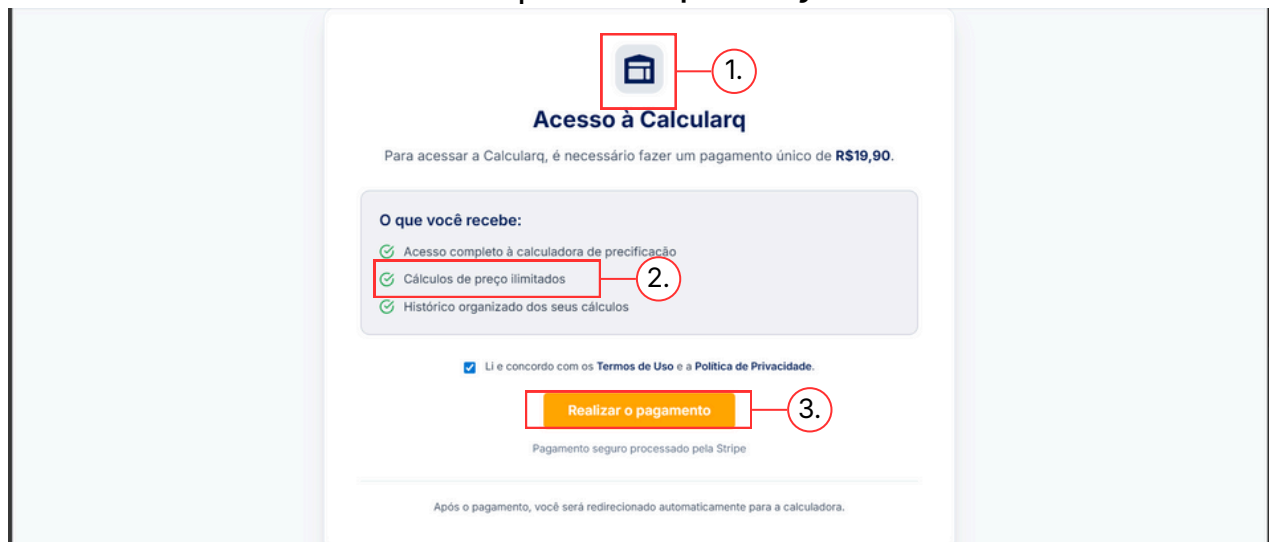 1.
Acesso à Calcularq
Para acessar a Calcularq, é necessário fazer um pagamento único de R$19,90.
O que você recebe:
Acesso completo à calculadora de precificação
Cálculos de preço ilimitados
2.
Histórico organizado dos seus cálculos
Li e concordo com os Termos de Uso e a Política de Privacidade.
Realizar o pagamento
3.
Pagamento seguro processado pela Stripe
Após o pagamento, você será redirecionado automaticamente para a calculadora.